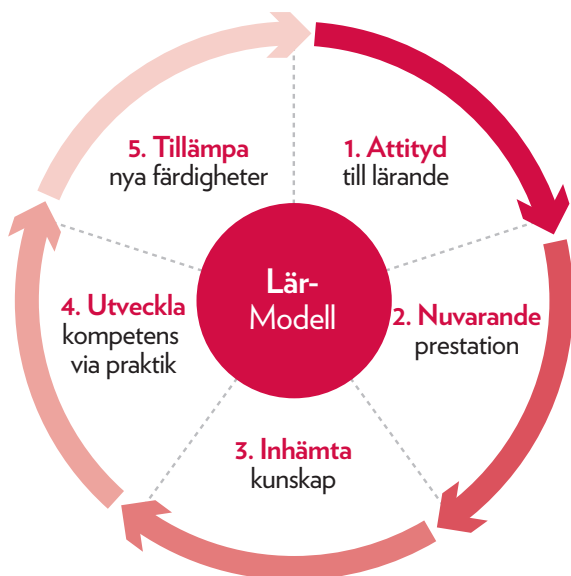 1. Attityd
till lärande
2. Nuvarande
prestation
3. Inhämta
kunskap
4. Utveckla
kompetens
via praktik
5. Tillämpa
nya färdigheter
Lär-
Modell